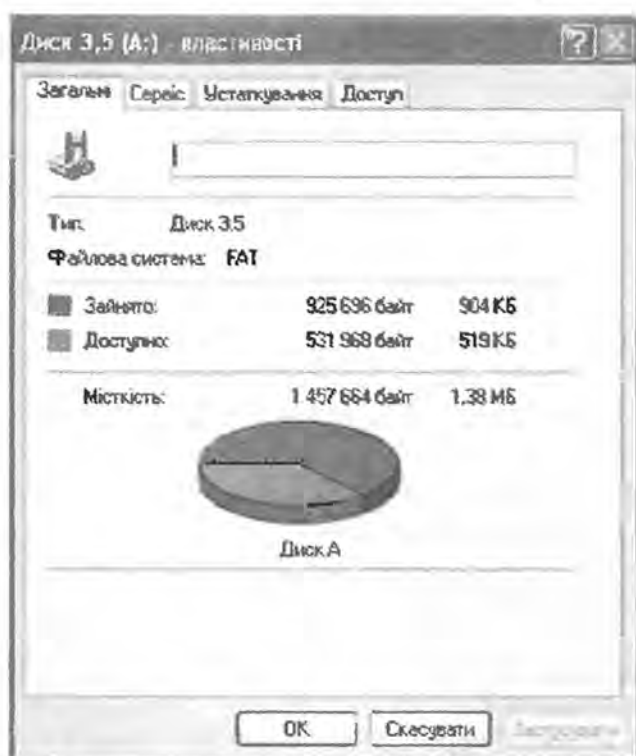 Диск 3,5 (A:) - властивості
Загальні Сервіс Устаткування Доступ
Тип: Диск 3.5
Файлова система: FAT
Зайнято: 925 696 байт 904 КБ
Доступно: 531 968 байт 519 КБ
Місткість: 1 457 664 байт 1,38 МБ
Диск A
OK Скасувати Застосувати